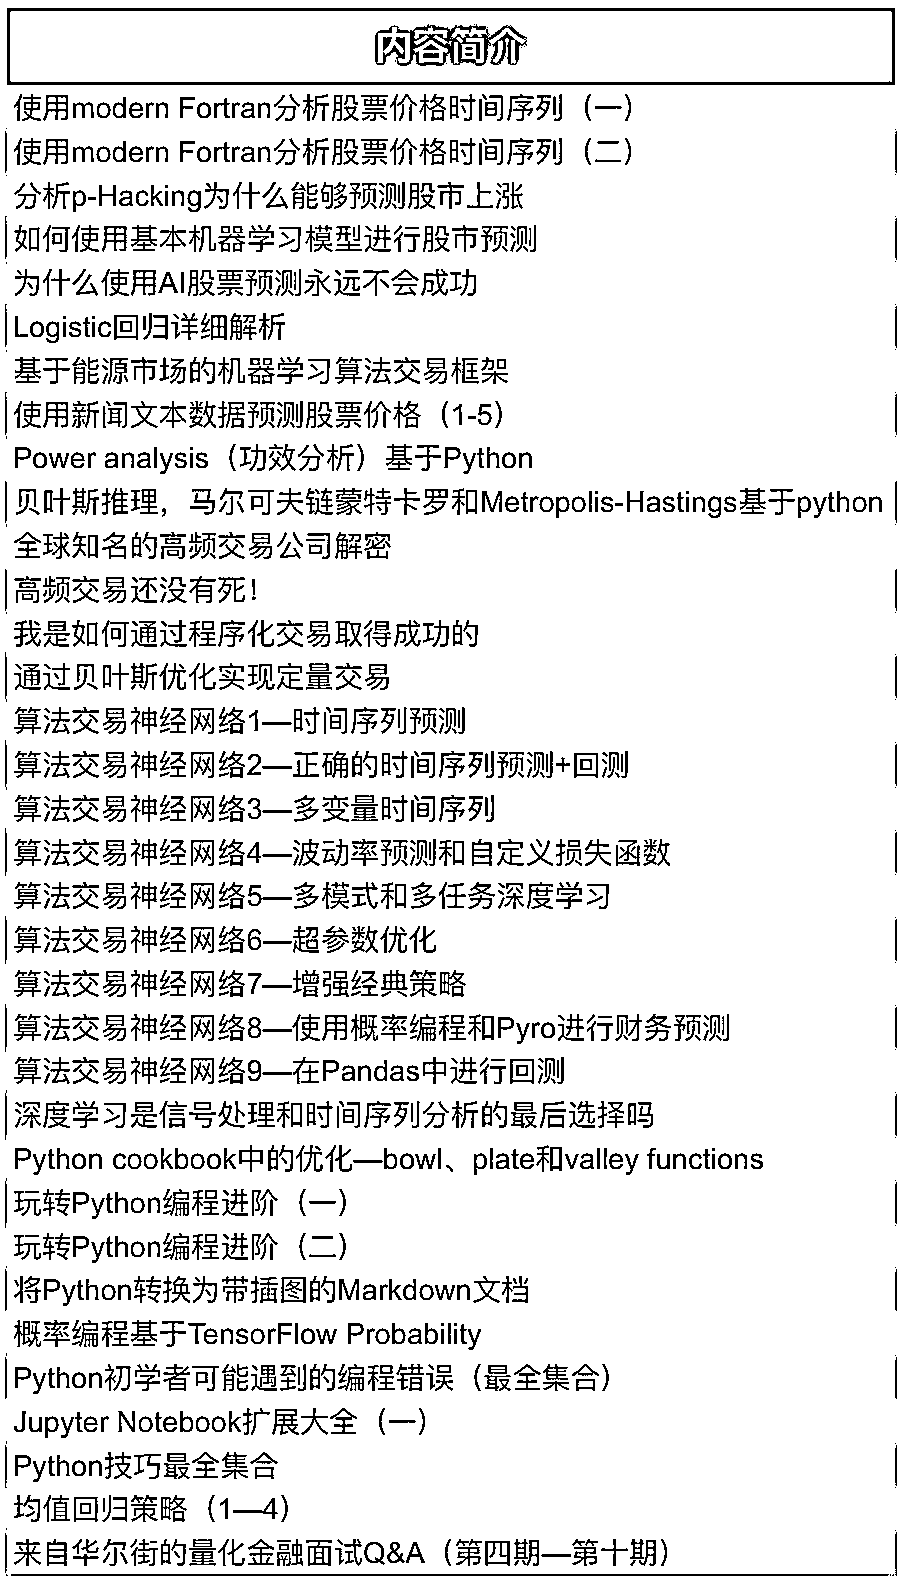 内容简介
使用modern Fortran分析股票价格时间序列（一）
使用modern Fortran分析股票价格时间序列（二）
分析p-Hacking为什么能够预测股市上涨
如何使用基本机器学习模型进行股市预测
为什么使用AI股票预测永远不会成功
Logistic回归详细解析
基于能源市场的机器学习算法交易框架
使用新闻文本数据预测股票价格（1-5）
Power analysis（功效分析）基于Python
贝叶斯推理，马尔可夫链蒙特卡罗和Metropolis-Hastings基于python
全球知名的高频交易公司解密
高频交易还没有死！
我是如何通过程序化交易取得成功的
通过贝叶斯优化实现定量交易
算法交易神经网络1—时间序列预测
算法交易神经网络2—正确的时间序列预测+回测
算法交易神经网络3—多变量时间序列
算法交易神经网络4—波动率预测和自定义损失函数
算法交易神经网络5—多模式和多任务深度学习
算法交易神经网络6—超参数优化
算法交易神经网络7—增强经典策略
算法交易神经网络8—使用概率编程和Pyro进行财务预测
算法交易神经网络9—在Pandas中进行回测
深度学习是信号处理和时间序列分析的最后选择吗
Python cookbook中的优化—bowl、plate和valley functions
玩转Python编程进阶（一）
玩转Python编程进阶（二）
将Python转换为带插图的Markdown文档
概率编程基于TensorFlow Probability
Python初学者可能遇到的编程错误（最全集合）
Jupyter Notebook扩展大全（一）
Python技巧最全集合
均值回归策略（1—4）
来自华尔街的量化金融面试Q&A（第四期—第十期）